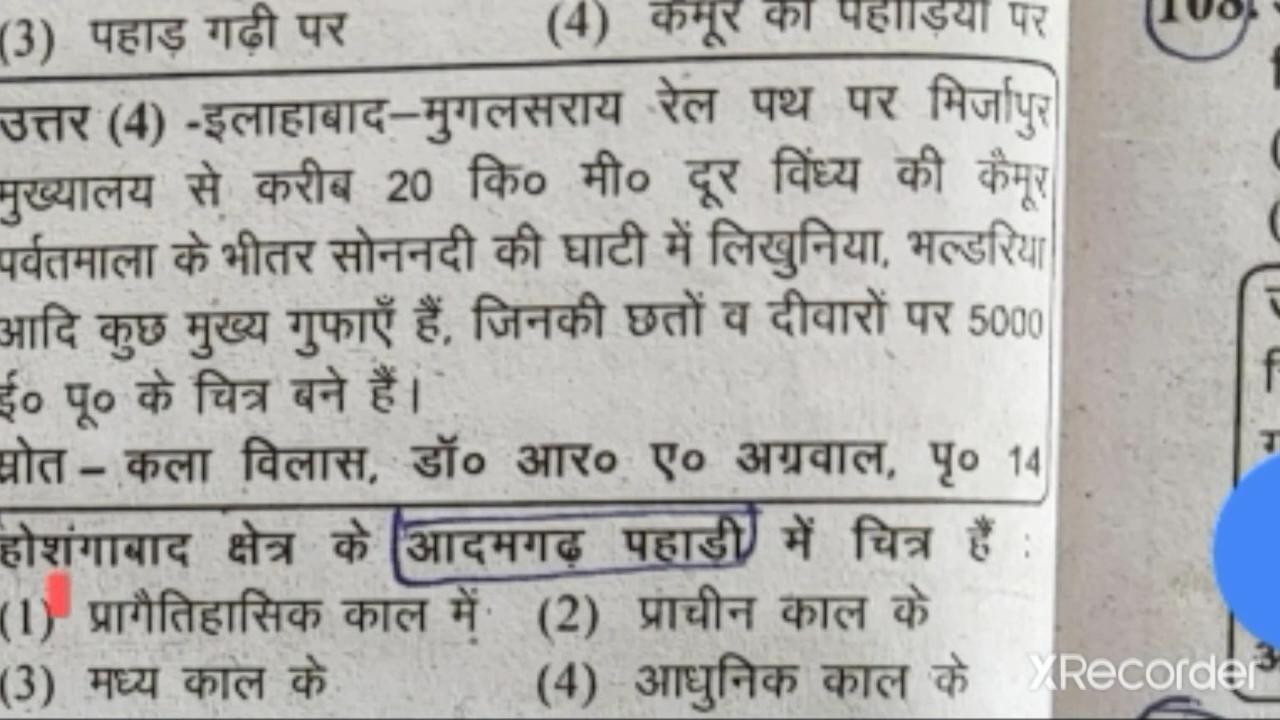 (3) पहाड़ गढ़ी पर (4) कैमूर की पहाड़ियों पर
108.
उत्तर (4) -इलाहाबाद–मुगलसराय रेल पथ पर मिर्जापुर
मुख्यालय से करीब 20 कि० मी० दूर विंध्य की कैमूर
पर्वतमाला के भीतर सोननदी की घाटी में लिखुनिया, भल्डरिया
आदि कुछ मुख्य गुफाएँ हैं, जिनकी छतों व दीवारों पर 5000
ई० पू० के चित्र बने हैं।
स्रोत – कला विलास, डॉ० आर० ए० अग्रवाल, पृ० 14
होशंगाबाद क्षेत्र के आदमगढ़ पहाड़ी में चित्र हैं :
(1) प्रागैतिहासिक काल में (2) प्राचीन काल के
(3) मध्य काल के (4) आधुनिक काल के
XRecorder